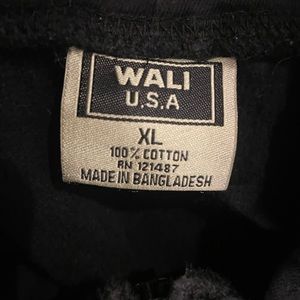 WALI
U.S.A
XL
100% COTTON
RN 121487
MADE IN BANGLADESH